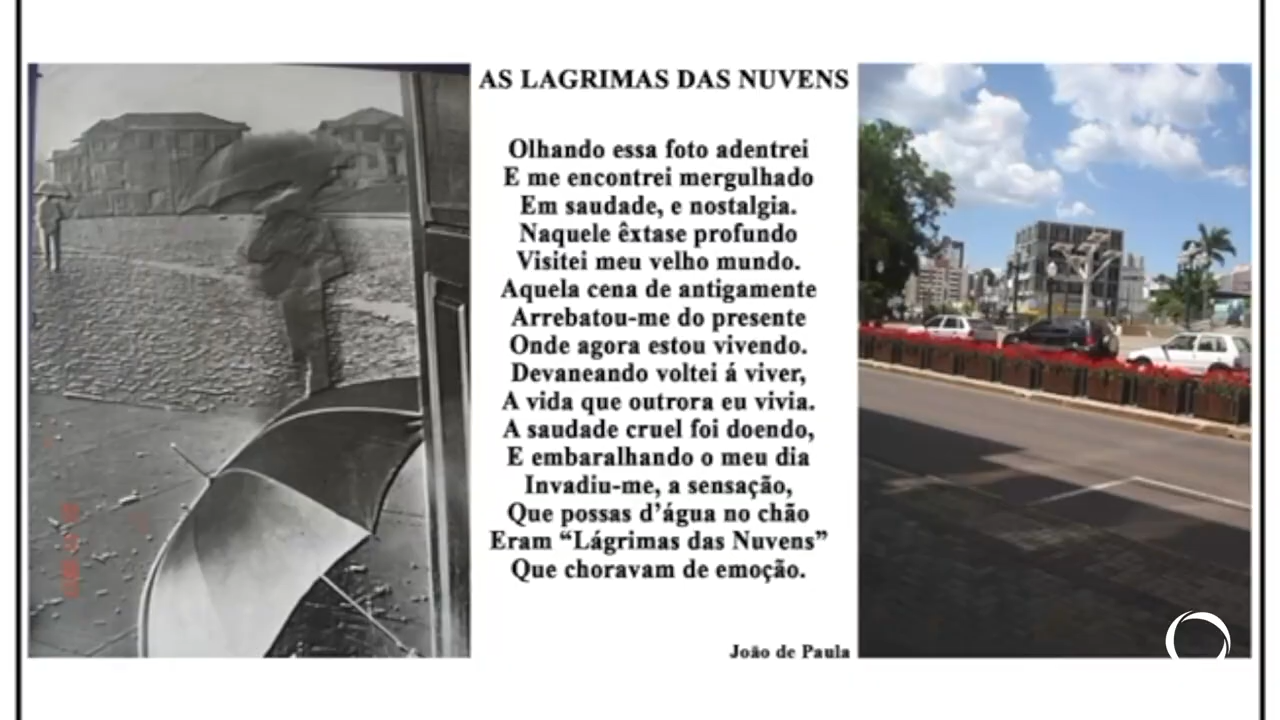 AS LAGRIMAS DAS NUVENS
Olhando essa foto adentrei
E me encontrei mergulhado
Em saudade, e nostalgia.
Naquele êxtase profundo
Visitei meu velho mundo.
Aquela cena de antigamente
Arrebatou-me do presente
Onde agora estou vivendo.
Devaneando voltei á viver,
A vida que outrora eu vivia.
A saudade cruel foi doendo,
E embaralhando o meu dia
Invadiu-me, a sensação,
Que possas d’água no chão
Eram “Lágrimas das Nuvens”
Que choravam de emoção.
João de Paula